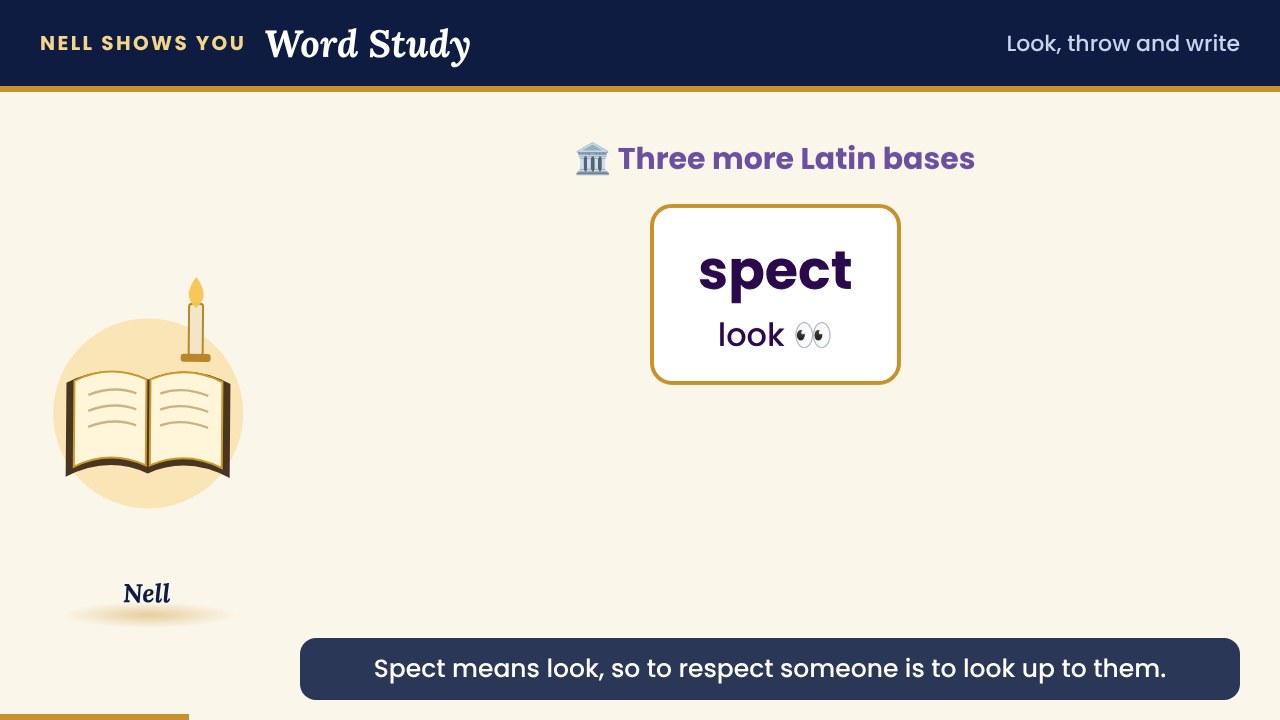 NELL SHOWS YOU Word Study
Look, throw and write
🏛️ Three more Latin bases
spect
look 👀
Nell
Spect means look, so to respect someone is to look up to them.